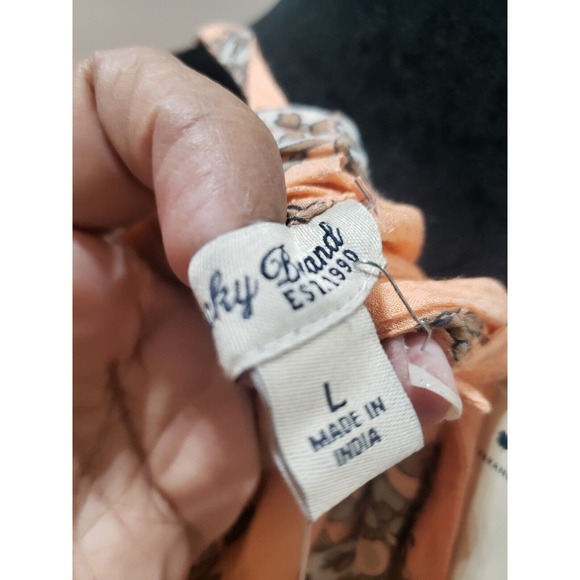 cky Brand
EST. 1990
L
MADE IN
INDIA